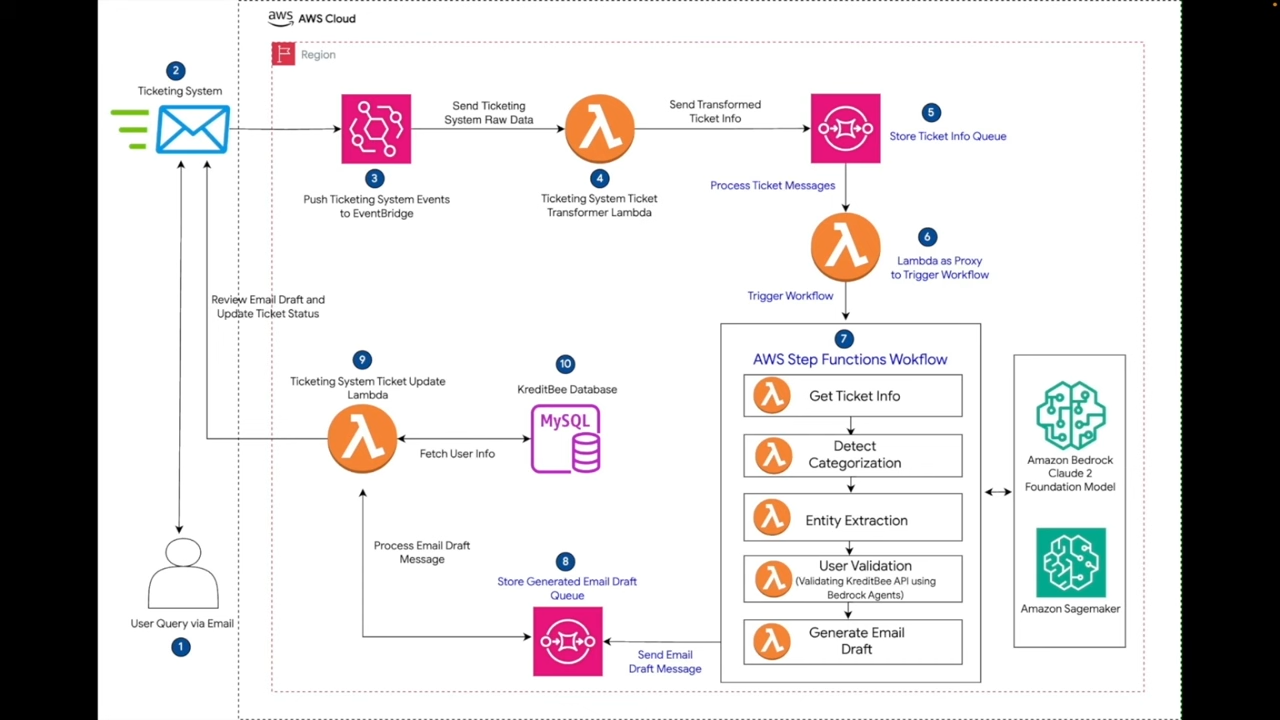 aws AWS Cloud
Region
2
Ticketing System
Send Ticketing
System Raw Data
Send Transformed
Ticket Info
5
Store Ticket Info Queue
3
Push Ticketing System Events
to EventBridge
4
Ticketing System Ticket
Transformer Lambda
Process Ticket Messages
6
Lambda as Proxy
to Trigger Workflow
Trigger Workflow
Review Email Draft and
Update Ticket Status
7
AWS Step Functions Wokflow
Get Ticket Info
Detect
Categorization
Entity Extraction
User Validation
(Validating KreditBee API using
Bedrock Agents)
Generate Email
Draft
Amazon Bedrock
Claude 2
Foundation Model
Amazon Sagemaker
9
Ticketing System Ticket Update
Lambda
10
KreditBee Database
MySQL
Fetch User Info
Process Email Draft
Message
8
Store Generated Email Draft
Queue
Send Email
Draft Message
User Query via Email
1